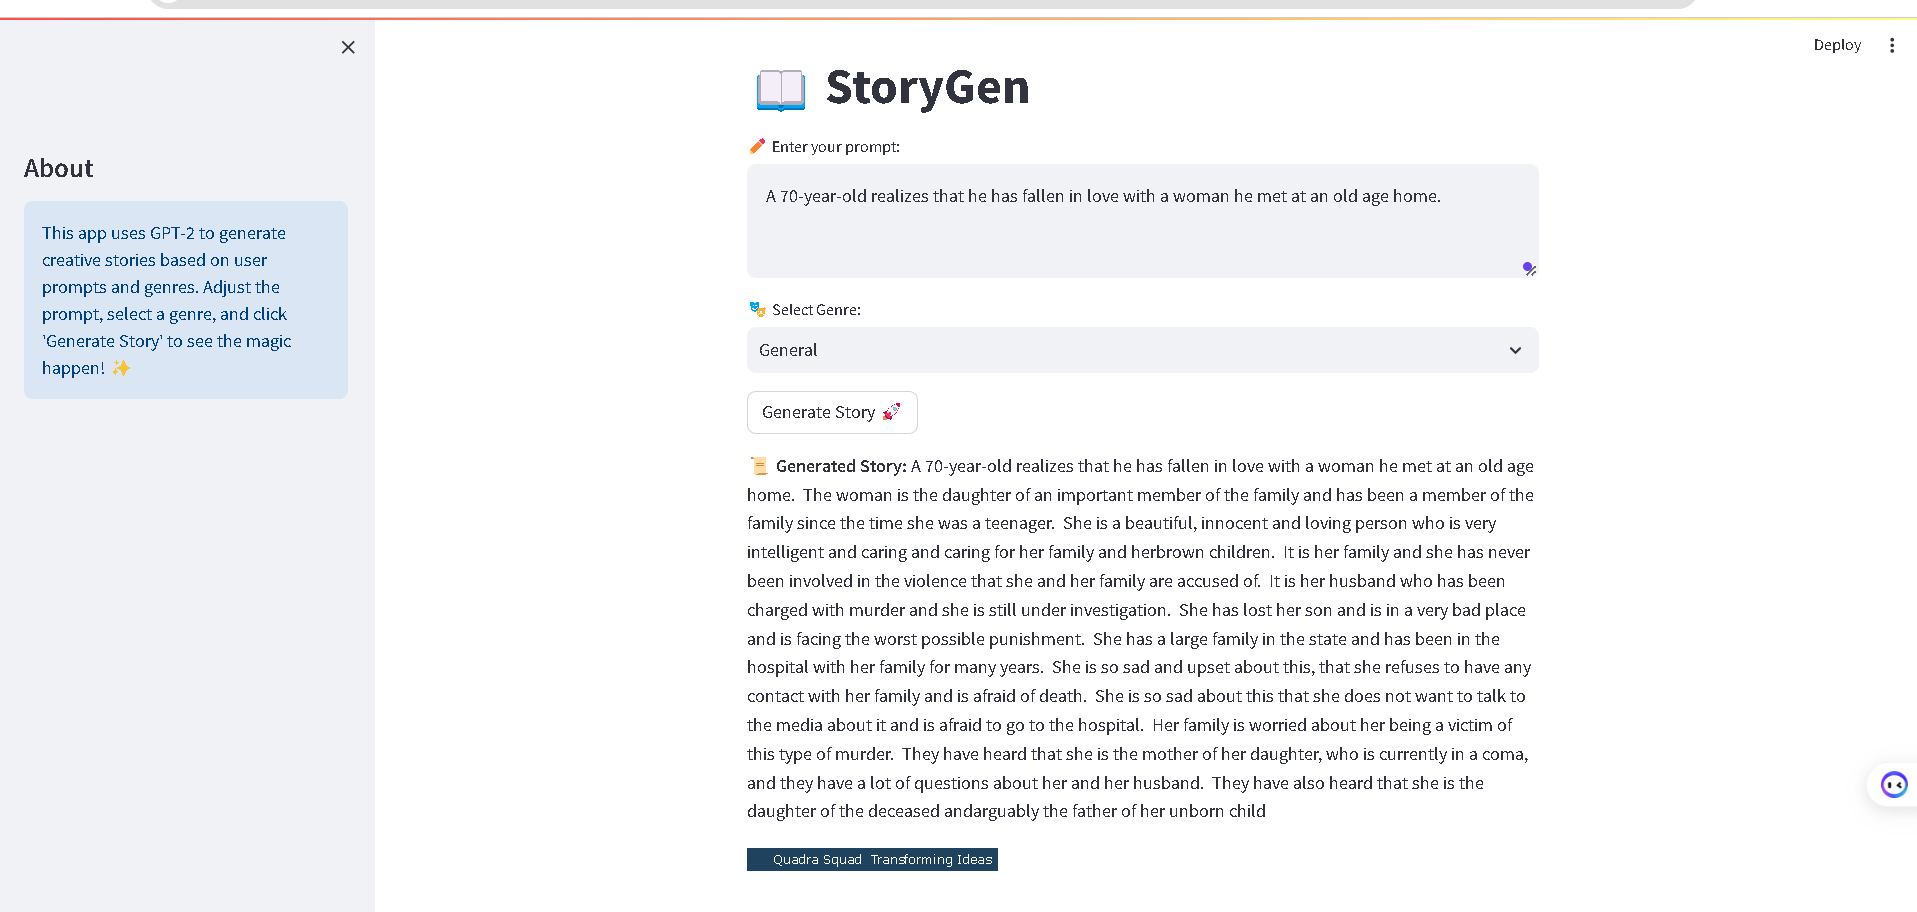 Deploy
About
This app uses GPT-2 to generate
creative stories based on user
prompts and genres. Adjust the
prompt, select a genre, and click
'Generate Story' to see the magic
happen! ✨
📖 StoryGen
✏️ Enter your prompt:
A 70-year-old realizes that he has fallen in love with a woman he met at an old age home.
🎭 Select Genre:
General
Generate Story 🚀
📜 Generated Story: A 70-year-old realizes that he has fallen in love with a woman he met at an old age
home. The woman is the daughter of an important member of the family and has been a member of the
family since the time she was a teenager. She is a beautiful, innocent and loving person who is very
intelligent and caring and caring for her family and herbrown children. It is her family and she has never
been involved in the violence that she and her family are accused of. It is her husband who has been
charged with murder and she is still under investigation. She has lost her son and is in a very bad place
and is facing the worst possible punishment. She has a large family in the state and has been in the
hospital with her family for many years. She is so sad and upset about this, that she refuses to have any
contact with her family and is afraid of death. She is so sad about this that she does not want to talk to
the media about it and is afraid to go to the hospital. Her family is worried about her being a victim of
this type of murder. They have heard that she is the mother of her daughter, who is currently in a coma,
and they have a lot of questions about her and her husband. They have also heard that she is the
daughter of the deceased andarguably the father of her unborn child
Quadra Squad Transforming Ideas